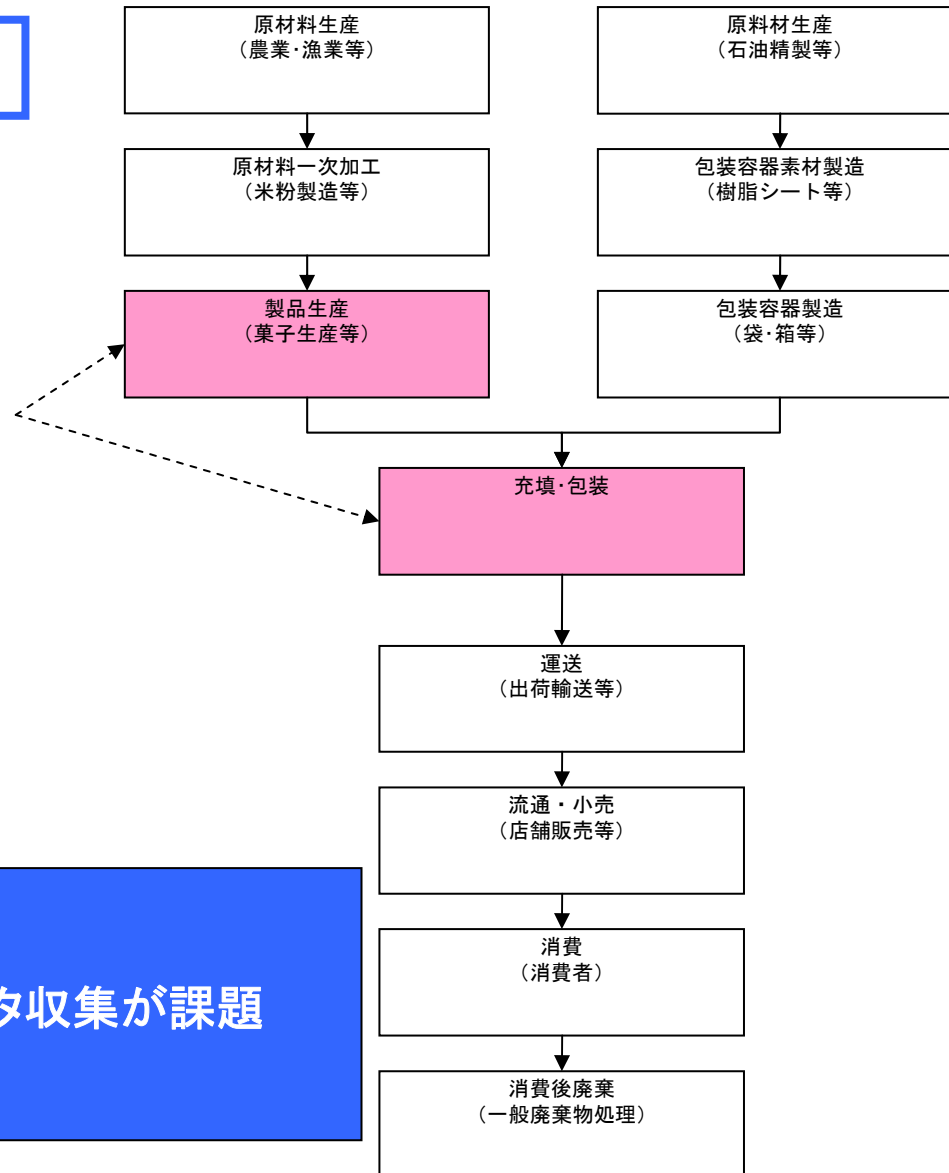 原材料生産
（農業･漁業等）
原料材生産
（石油精製等）
原材料一次加工
（米粉製造等）
包装容器素材製造
（樹脂シート等）
製品生産
（菓子生産等）
包装容器製造
（袋･箱等）
充填･包装
運送
（出荷輸送等）
流通・小売
（店舗販売等）
消費
（消費者）
タ収集が課題
消費後廃棄
（一般廃棄物処理）